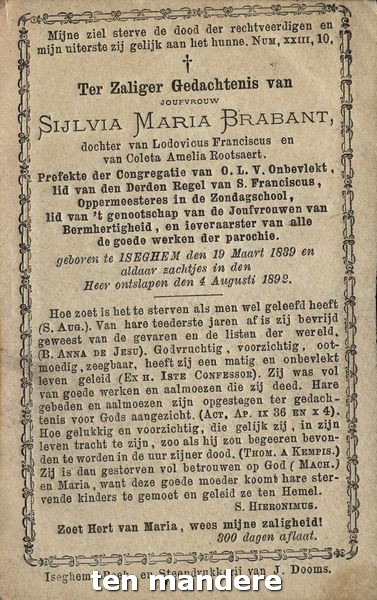 Mijne ziel sterve de dood der rechtveerdigen en
mijn uiterste zij gelijk aan het hunne. Num, xxiii, 10,
†
Ter Zaliger Gedachtenis van
JOUFVROUW
SIJLVIA MARIA BRABANT,
dochter van Lodovicus Franciscus en
van Coleta Amelia Rootsaert.
Prefekte der Congregatie van O. L. V. Onbevlekt,
lid van den Derden Regel van S. Franciscus,
Oppermeesteres in de Zondagschool,
lid van 't genootschap van de Joufvrouwen van
Bermhertigheid, en leveraarster van alle
de goede werken der parochie.
geboren te ISEGHEM den 19 Maart 1839 en
aldaar zachtjes in den
Heer ontslapen den 4 Augusti 1892.
Hoe zoet is het te sterven als men wel geleefd heeft
(S. Aug.). Van hare teederste jaren af is zij bevrijd
geweest van de gevaren en de listen der wereld.
(B. Anna de Jesu). Godvruchtig, voorzichtig, oot-
moedig, zeegbar, heeft zij een matig en onbevlekt
leven geleid (Ex h. Iste Confessor). Zij was vol
van goede werken en aalmoezen die zij deed. Hare
gebeden en aalmoezen zijn opgestegen ter gedach-
tenis voor Gods aangezicht. (Act, Ap. ix 36 en x 4).
Hoe gelukkig en voorzichtig, die gelijk zij, in zijn
leven tracht te zijn, zoo als hij zou begeeren bevon-
den te worden in de uur zijner dood. (Thom. a Kempis.)
Zij is dan gestorven vol betrouwen op God (Mach.)
en Maria, want deze goede moeder komt hare ster-
vende kinders te gemoet en geleid ze ten Hemel.
S. Hieronimus.
Zoet Hert van Maria, wees mijne zaligheid!
300 dagen aflaat.
Iseghem, en Steendrukkerij van J. Dooms.
ten mandere